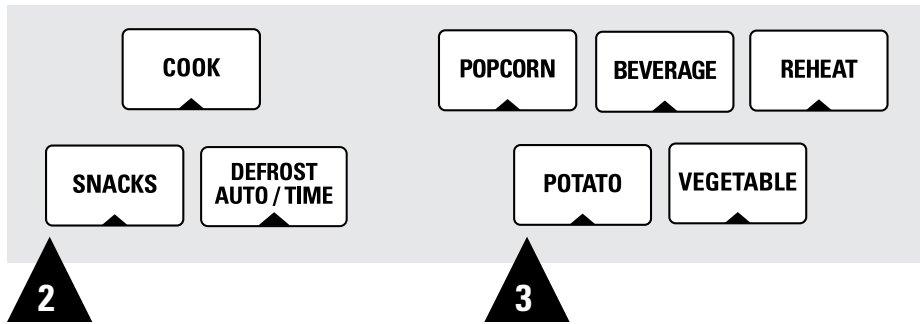 COOK
POPCORN
BEVERAGE
REHEAT
SNACKS
DEFROST
AUTO / TIME
POTATO
VEGETABLE
2
3